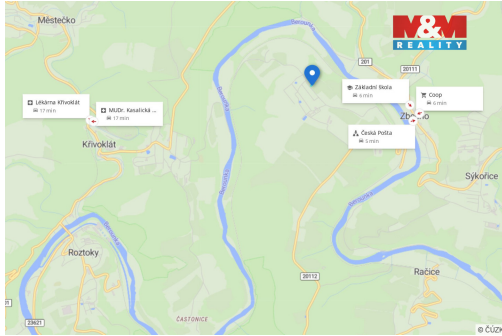 Městečko
M&M
REALITY
201
20111
Základní škola
6 min
Coop
6 min
Lékárna Křivoklát
17 min
MUDr. Kasalická ...
17 min
Česká Pošta
5 min
Křivoklát
Sýkořice
Roztoky
Račice
20112
ČASTONICE
23621
© ČÚZK